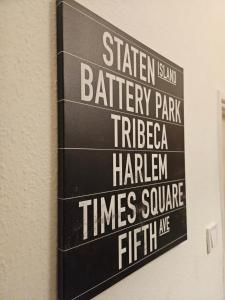 STATEN ISLAND
BATTERY PARK
TRIBECA
HARLEM
TIMES SQUARE
FIFTH AVE